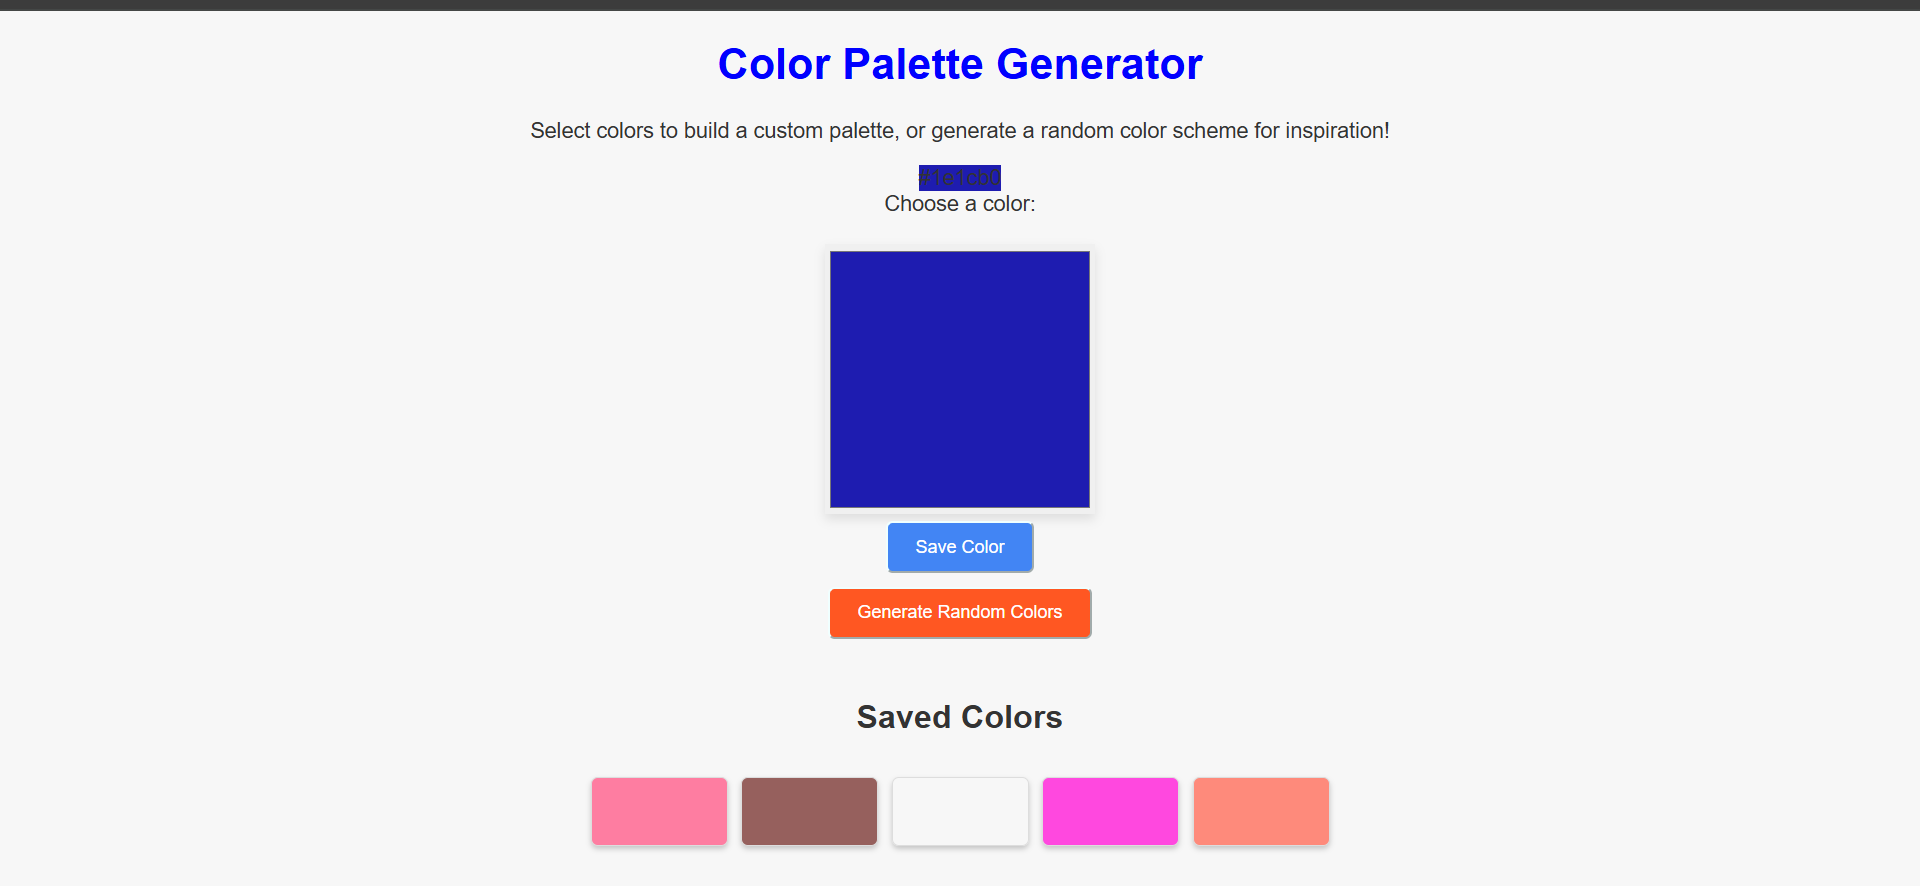 Color Palette Generator
Select colors to build a custom palette, or generate a random color scheme for inspiration!
#1e1cb0
Choose a color:
Save Color
Generate Random Colors
Saved Colors